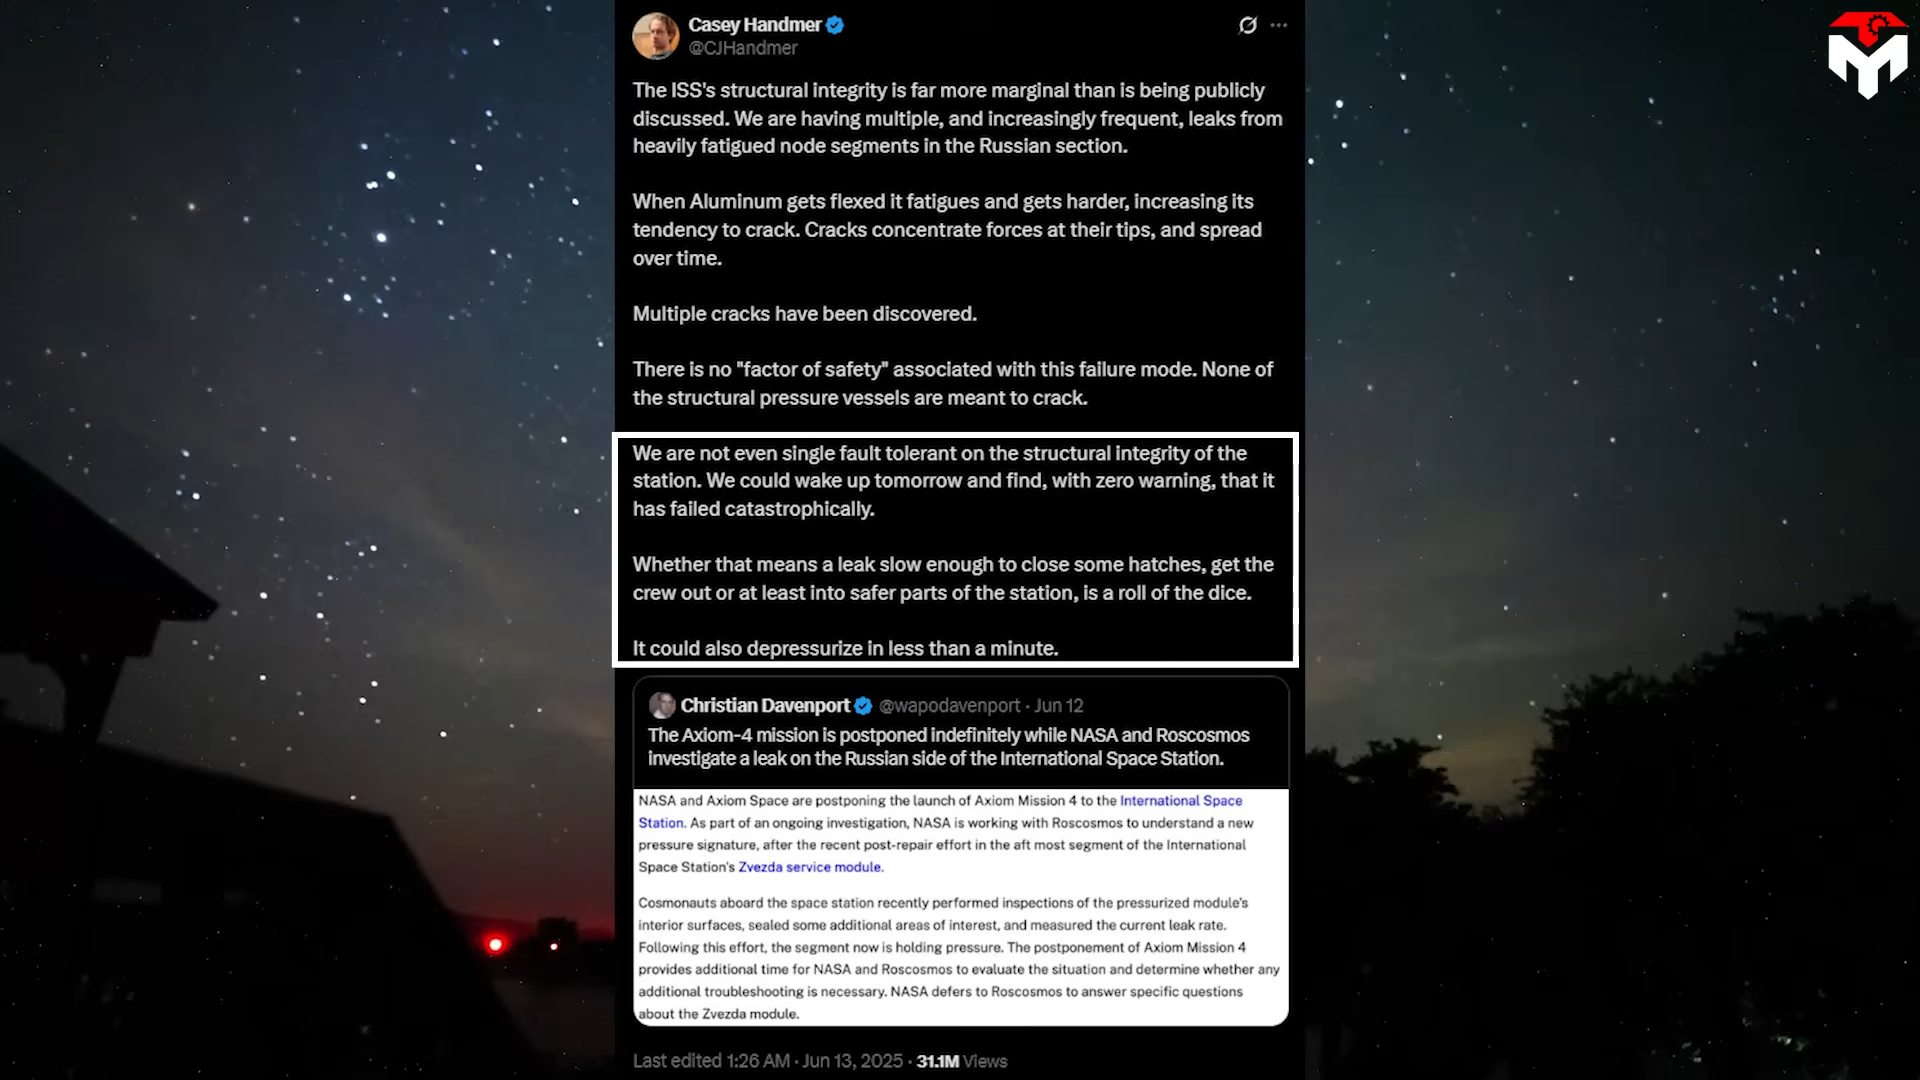 Casey Handmer
@CJHandmer
The ISS's structural integrity is far more marginal than is being publicly
discussed. We are having multiple, and increasingly frequent, leaks from
heavily fatigued node segments in the Russian section.
When Aluminum gets flexed it fatigues and gets harder, increasing its
tendency to crack. Cracks concentrate forces at their tips, and spread
over time.
Multiple cracks have been discovered.
There is no "factor of safety" associated with this failure mode. None of
the structural pressure vessels are meant to crack.
We are not even single fault tolerant on the structural integrity of the
station. We could wake up tomorrow and find, with zero warning, that it
has failed catastrophically.
Whether that means a leak slow enough to close some hatches, get the
crew out or at least into safer parts of the station, is a roll of the dice.
It could also depressurize in less than a minute.
Christian Davenport @wapodavenport · Jun 12
The Axiom-4 mission is postponed indefinitely while NASA and Roscosmos
investigate a leak on the Russian side of the International Space Station.
NASA and Axiom Space are postponing the launch of Axiom Mission 4 to the International Space
Station. As part of an ongoing investigation, NASA is working with Roscosmos to understand a new
pressure signature, after the recent post-repair effort in the aft most segment of the International
Space Station's Zvezda service module.
Cosmonauts aboard the space station recently performed inspections of the pressurized module's
interior surfaces, sealed some additional areas of interest, and measured the current leak rate.
Following this effort, the segment now is holding pressure. The postponement of Axiom Mission 4
provides additional time for NASA and Roscosmos to evaluate the situation and determine whether any
additional troubleshooting is necessary. NASA defers to Roscosmos to answer specific questions
about the Zvezda module.
Last edited 1:26 AM · Jun 13, 2025 · 31.1M Views